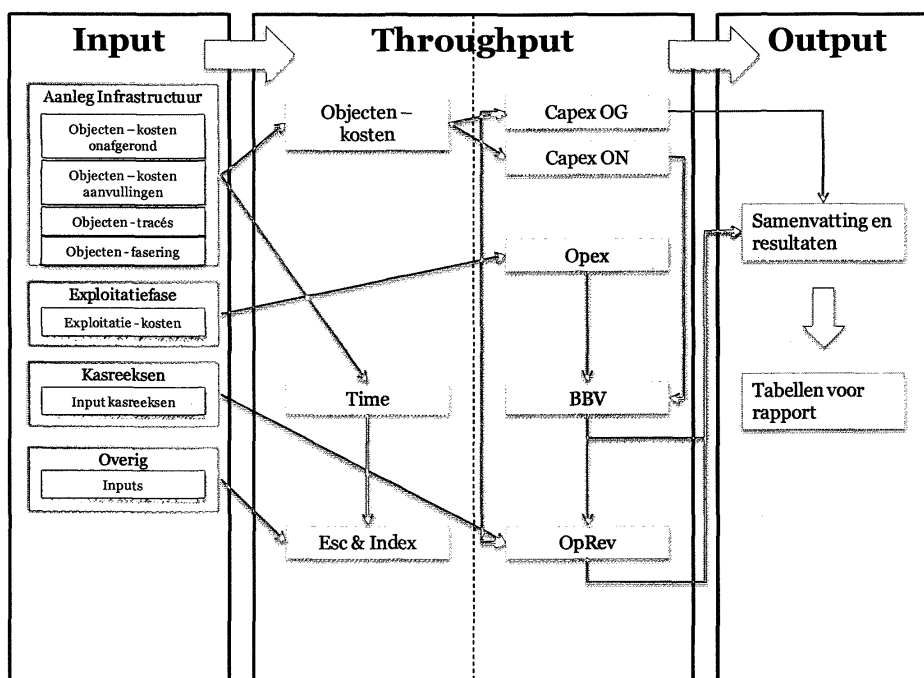 Input
Throughput
Output
Aanleg Infrastructuur
Objecten – kosten
onafgerond
Objecten – kosten
aanvullingen
Objecten - tracés
Objecten - fasering
Exploitatiefase
Exploitatie - kosten
Kasreeksen
Input kasreeksen
Overig
Inputs
Objecten –
kosten
Time
Esc & Index
Capex OG
Capex ON
Opex
BBV
OpRev
Samenvatting en
resultaten
Tabellen voor
rapport